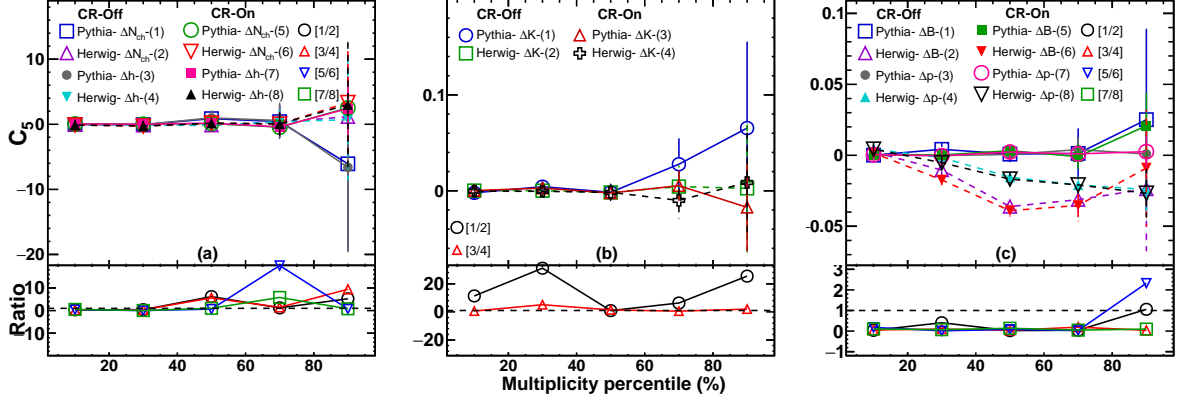 CR-Off CR-On
Pythia- ΔN_ch-(1) Pythia- ΔN_ch-(5) [1/2]
Herwig- ΔN_ch-(2) Herwig- ΔN_ch-(6) [3/4]
Pythia- Δh-(3) Pythia- Δh-(7) [5/6]
Herwig- Δh-(4) Herwig- Δh-(8) [7/8]
C_5
10
0
−10
−20
(a)
Ratio
10
0
10
20 40 60 80
CR-Off CR-On
Pythia- ΔK-(1) Pythia- ΔK-(3)
Herwig- ΔK-(2) Herwig- ΔK-(4)
0.1
0
[1/2]
[3/4]
(b)
20
0
−20
20 40 60 80
Multiplicity percentile (%)
CR-Off CR-On
Pythia- ΔB-(1) Pythia- ΔB-(5) [1/2]
Herwig- ΔB-(2) Herwig- ΔB-(6) [3/4]
Pythia- Δp-(3) Pythia- Δp-(7) [5/6]
Herwig- Δp-(4) Herwig- Δp-(8) [7/8]
0.1
0.05
0
−0.05
(c)
3
2
1
0
−1
20 40 60 80